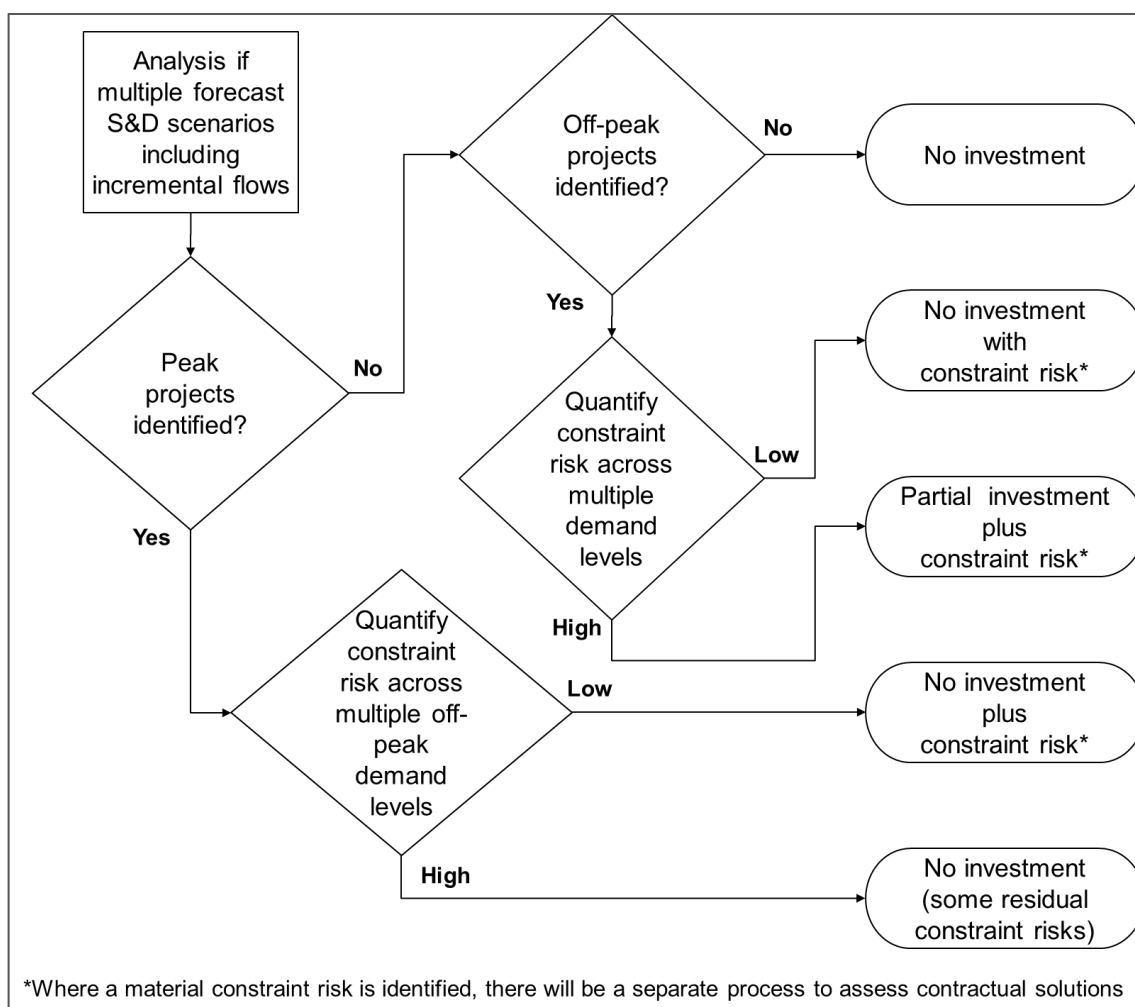 Analysis if
multiple forecast
S&D scenarios
including
incremental flows
Peak
projects
identified?
No
Yes
Off-peak
projects
identified?
No
Yes
No investment
Quantify
constraint
risk across
multiple
demand
levels
Low
High
No investment
with
constraint risk*
Partial investment
plus
constraint risk*
Quantify
constraint
risk across
multiple off-
peak
demand
levels
Low
High
No investment
plus
constraint risk*
No investment
(some residual
constraint risks)
*Where a material constraint risk is identified, there will be a separate process to assess contractual solutions